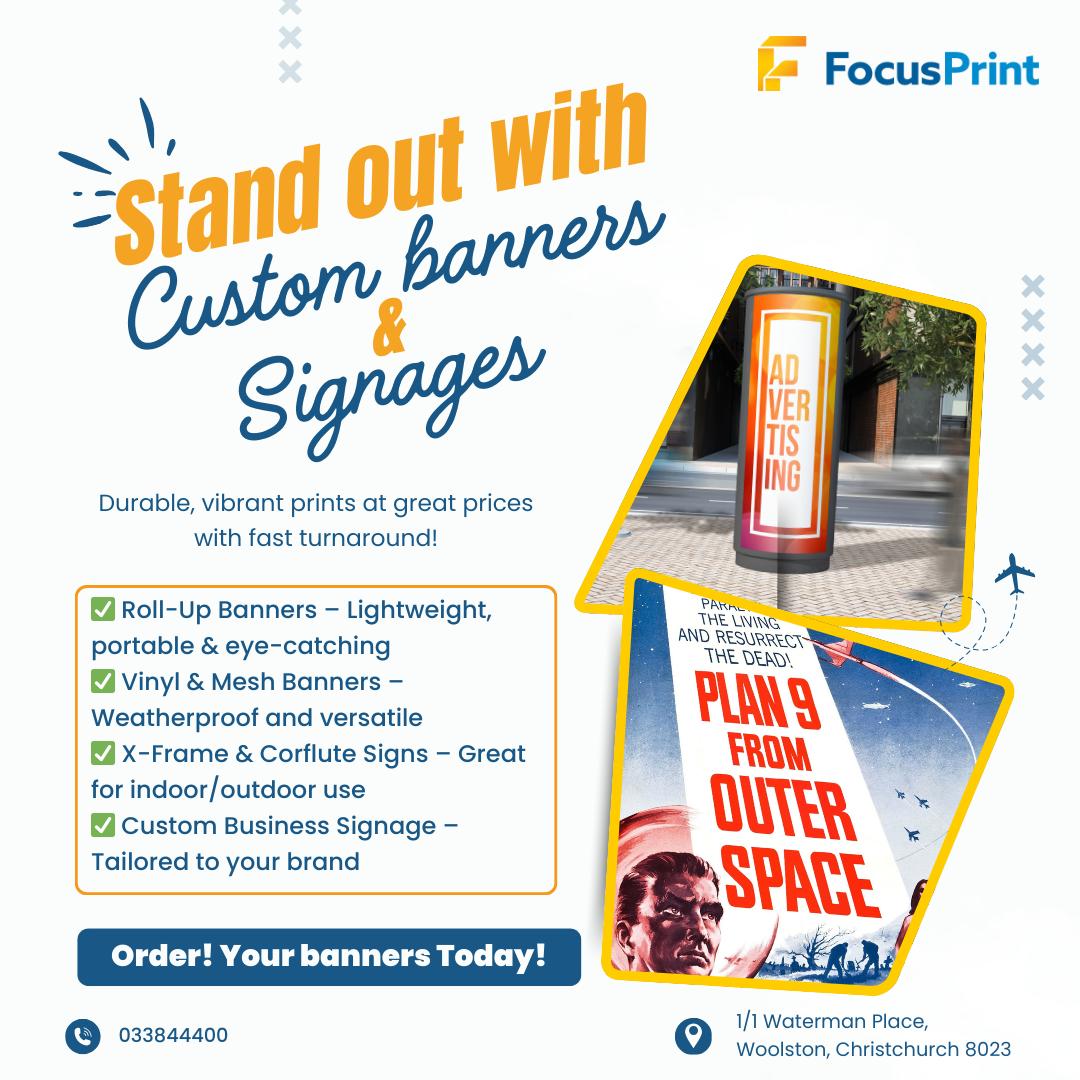 FocusPrint
Stand out with
Custom banners
&
Signages
Durable, vibrant prints at great prices
with fast turnaround!
✅ Roll-Up Banners – Lightweight,
portable & eye-catching
✅ Vinyl & Mesh Banners –
Weatherproof and versatile
✅ X-Frame & Corflute Signs – Great
for indoor/outdoor use
✅ Custom Business Signage –
Tailored to your brand
Order! Your banners Today!
AD
VER
TIS
ING
THE LIVING
AND RESURRECT
THE DEAD!
PLAN 9
FROM
OUTER
SPACE
033844400
1/1 Waterman Place,
Woolston, Christchurch 8023